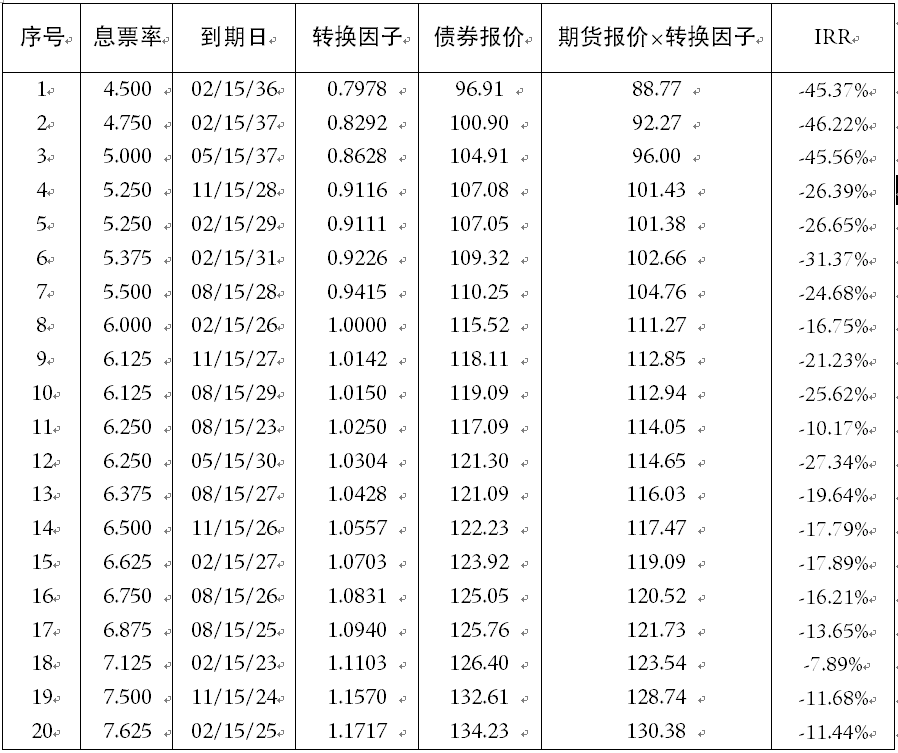 序号 息票率 到期日 转换因子 债券报价 期货报价×转换因子 IRR
1 4.500 02/15/36 0.7978 96.91 88.77 -45.37%
2 4.750 02/15/37 0.8292 100.90 92.27 -46.22%
3 5.000 05/15/37 0.8628 104.91 96.00 -45.56%
4 5.250 11/15/28 0.9116 107.08 101.43 -26.39%
5 5.250 02/15/29 0.9111 107.05 101.38 -26.65%
6 5.375 02/15/31 0.9226 109.32 102.66 -31.37%
7 5.500 08/15/28 0.9415 110.25 104.76 -24.68%
8 6.000 02/15/26 1.0000 115.52 111.27 -16.75%
9 6.125 11/15/27 1.0142 118.11 112.85 -21.23%
10 6.125 08/15/29 1.0150 119.09 112.94 -25.62%
11 6.250 08/15/23 1.0250 117.09 114.05 -10.17%
12 6.250 05/15/30 1.0304 121.30 114.65 -27.34%
13 6.375 08/15/27 1.0428 121.09 116.03 -19.64%
14 6.500 11/15/26 1.0557 122.23 117.47 -17.79%
15 6.625 02/15/27 1.0703 123.92 119.09 -17.89%
16 6.750 08/15/26 1.0831 125.05 120.52 -16.21%
17 6.875 08/15/25 1.0940 125.76 121.73 -13.65%
18 7.125 02/15/23 1.1103 126.40 123.54 -7.89%
19 7.500 11/15/24 1.1570 132.61 128.74 -11.68%
20 7.625 02/15/25 1.1717 134.23 130.38 -11.44%